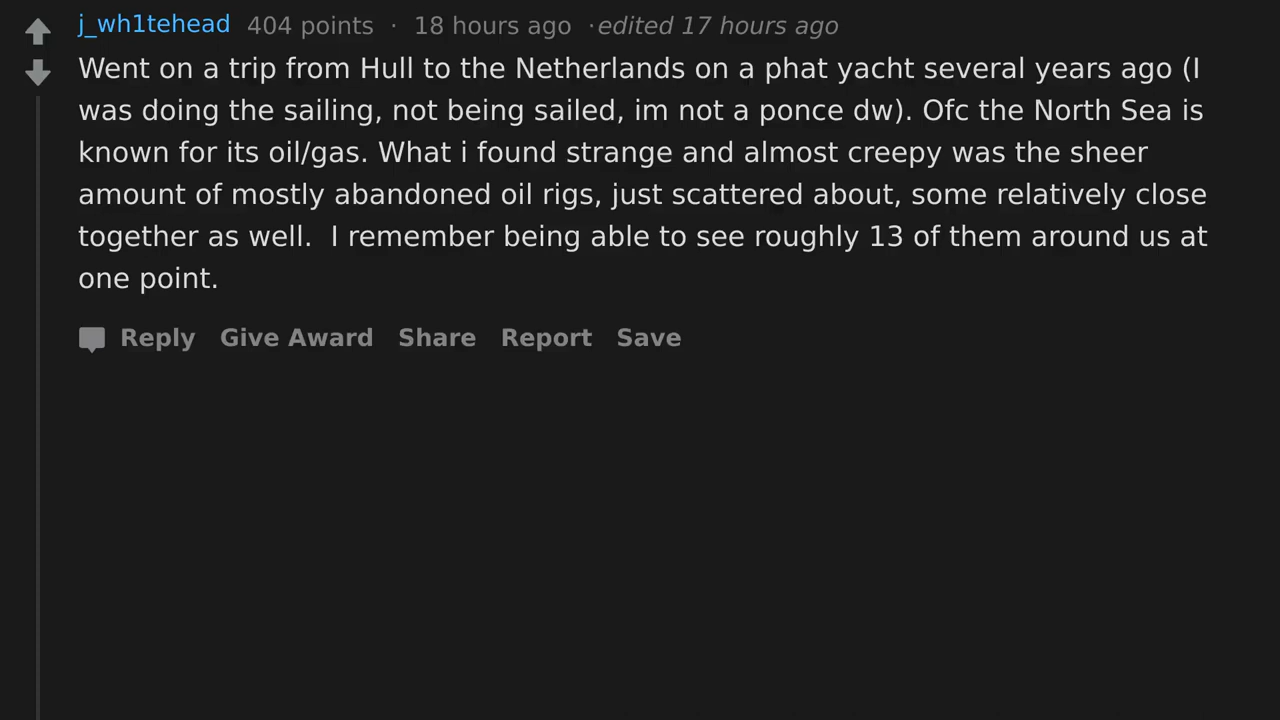 j_wh1tehead 404 points · 18 hours ago ·edited 17 hours ago
Went on a trip from Hull to the Netherlands on a phat yacht several years ago (I
was doing the sailing, not being sailed, im not a ponce dw). Ofc the North Sea is
known for its oil/gas. What i found strange and almost creepy was the sheer
amount of mostly abandoned oil rigs, just scattered about, some relatively close
together as well.  I remember being able to see roughly 13 of them around us at
one point.
Reply Give Award Share Report Save